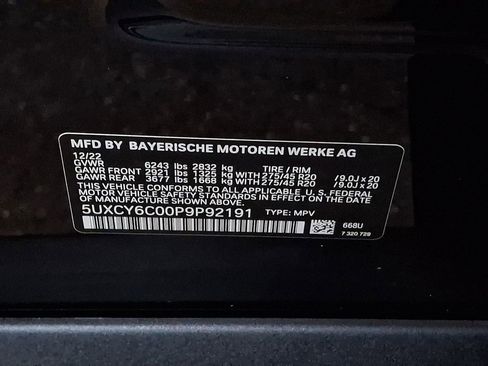 MFD BY BAYERISCHE MOTOREN WERKE AG
12/22
GVWR 6243 lbs 2832 kg TIRE / RIM
GAWR FRONT 2921 lbs 1325 kg WITH 275/45 R20 /9.0J x 20
GAWR REAR 3677 lbs 1668 kg WITH 275/45 R20 /9.0J x 20
THIS VEHICLE CONFORMS TO ALL APPLICABLE U. S. FEDERAL
MOTOR VEHICLE SAFETY STANDARDS IN EFFECT ON THE DATE
OF MANUFACTURE SHOWN ABOVE.
5UXCY6C00P9P92191 TYPE: MPV
668U
7 320 729